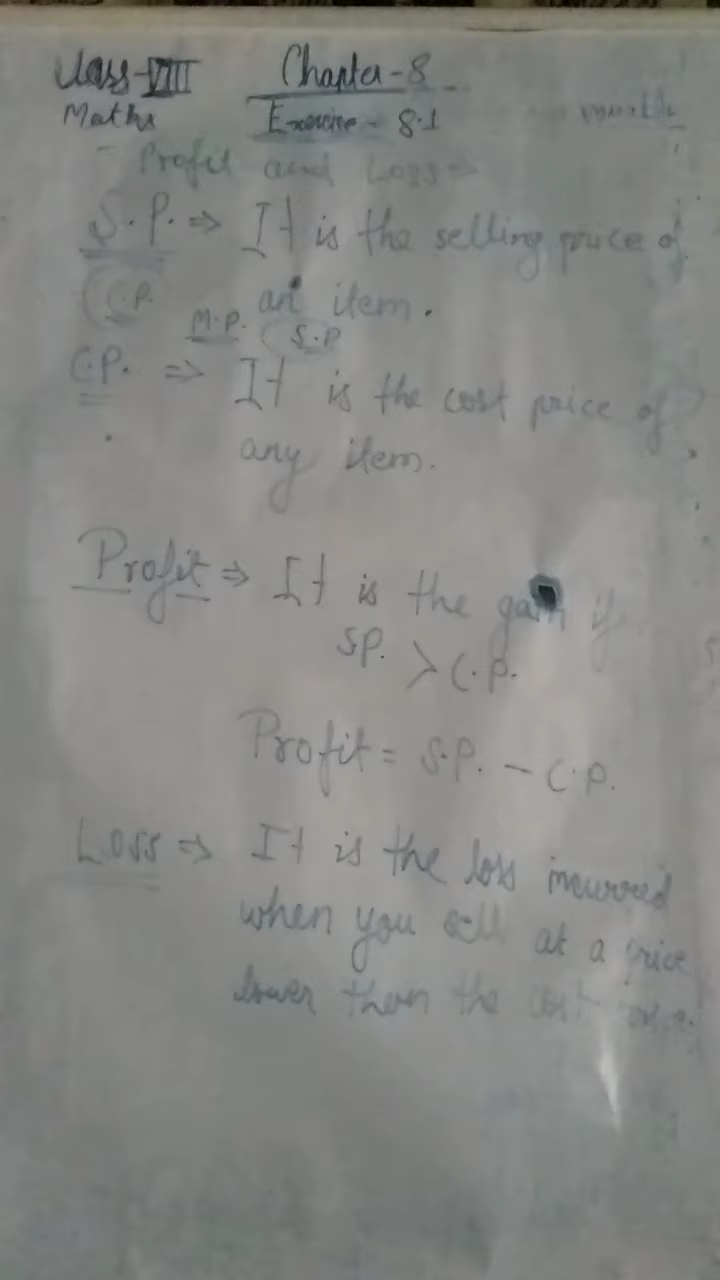 Class-VIII Chapter-8
Maths Exercise - 8.1
Profit and Loss ⇒
S.P. ⇒ It is the selling price of
C.P. an item.
M.P. S.P
C.P. ⇒ It is the cost price of
any item.
Profit ⇒ It is the gain if
S.P. > C.P.
Profit = S.P. - C.P.
Loss ⇒ It is the loss incurred
when you sell at a price
lower than the cost price